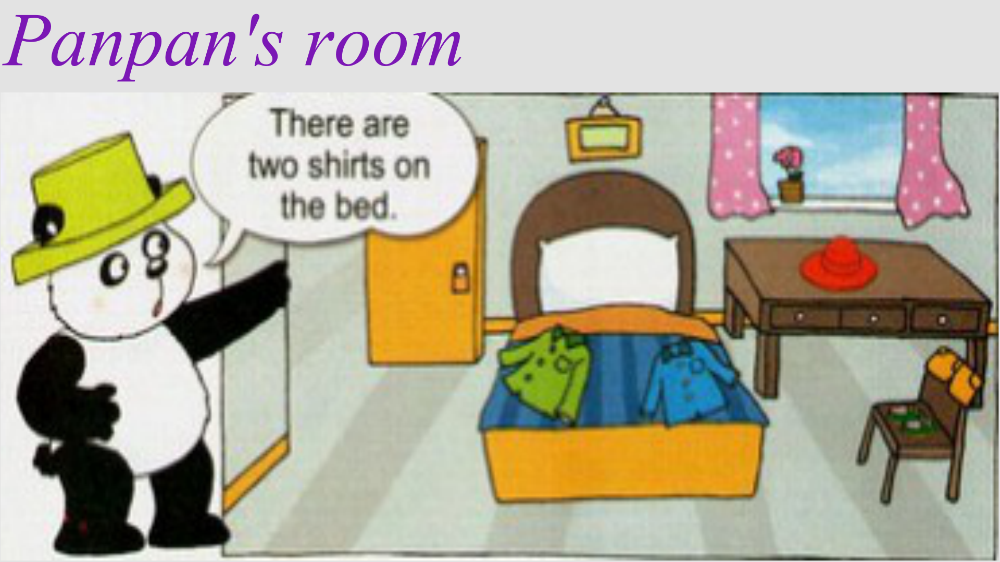 Panpan's room
There are
two shirts on
the bed.